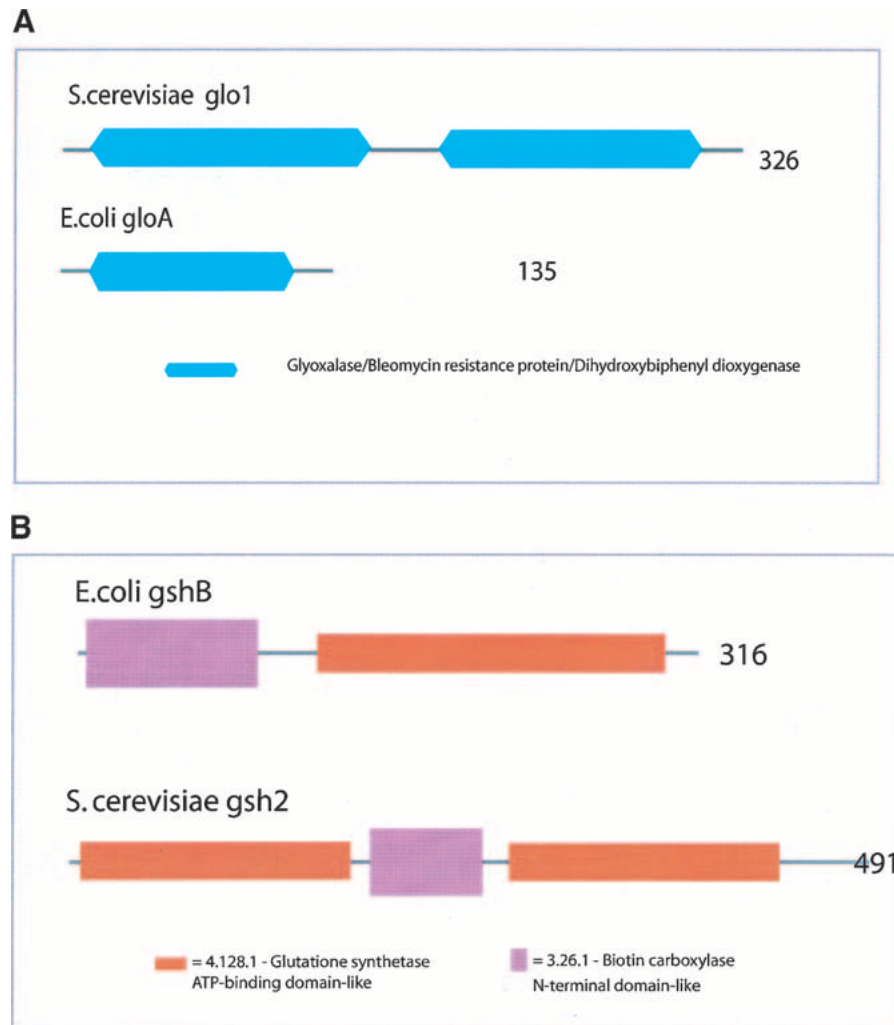 A
S.cerevisiae glo1
326
E.coli gloA
135
Glyoxalase/Bleomycin resistance protein/Dihydroxybiphenyl dioxygenase
B
E.coli gshB
316
S. cerevisiae gsh2
491
= 4.128.1 - Glutatione synthetase
ATP-binding domain-like
= 3.26.1 - Biotin carboxylase
N-terminal domain-like